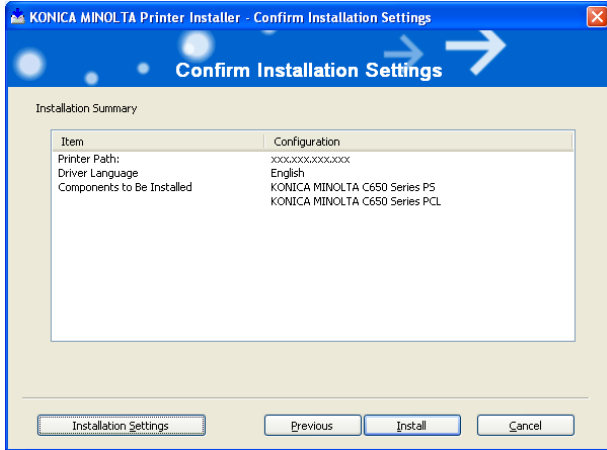 KONICA MINOLTA Printer Installer - Confirm Installation Settings
Confirm Installation Settings
Installation Summary
Item Configuration
Printer Path: xxx.xxx.xxx.xxx
Driver Language English
Components to Be Installed KONICA MINOLTA C650 Series PS
KONICA MINOLTA C650 Series PCL
Installation Settings Previous Install Cancel